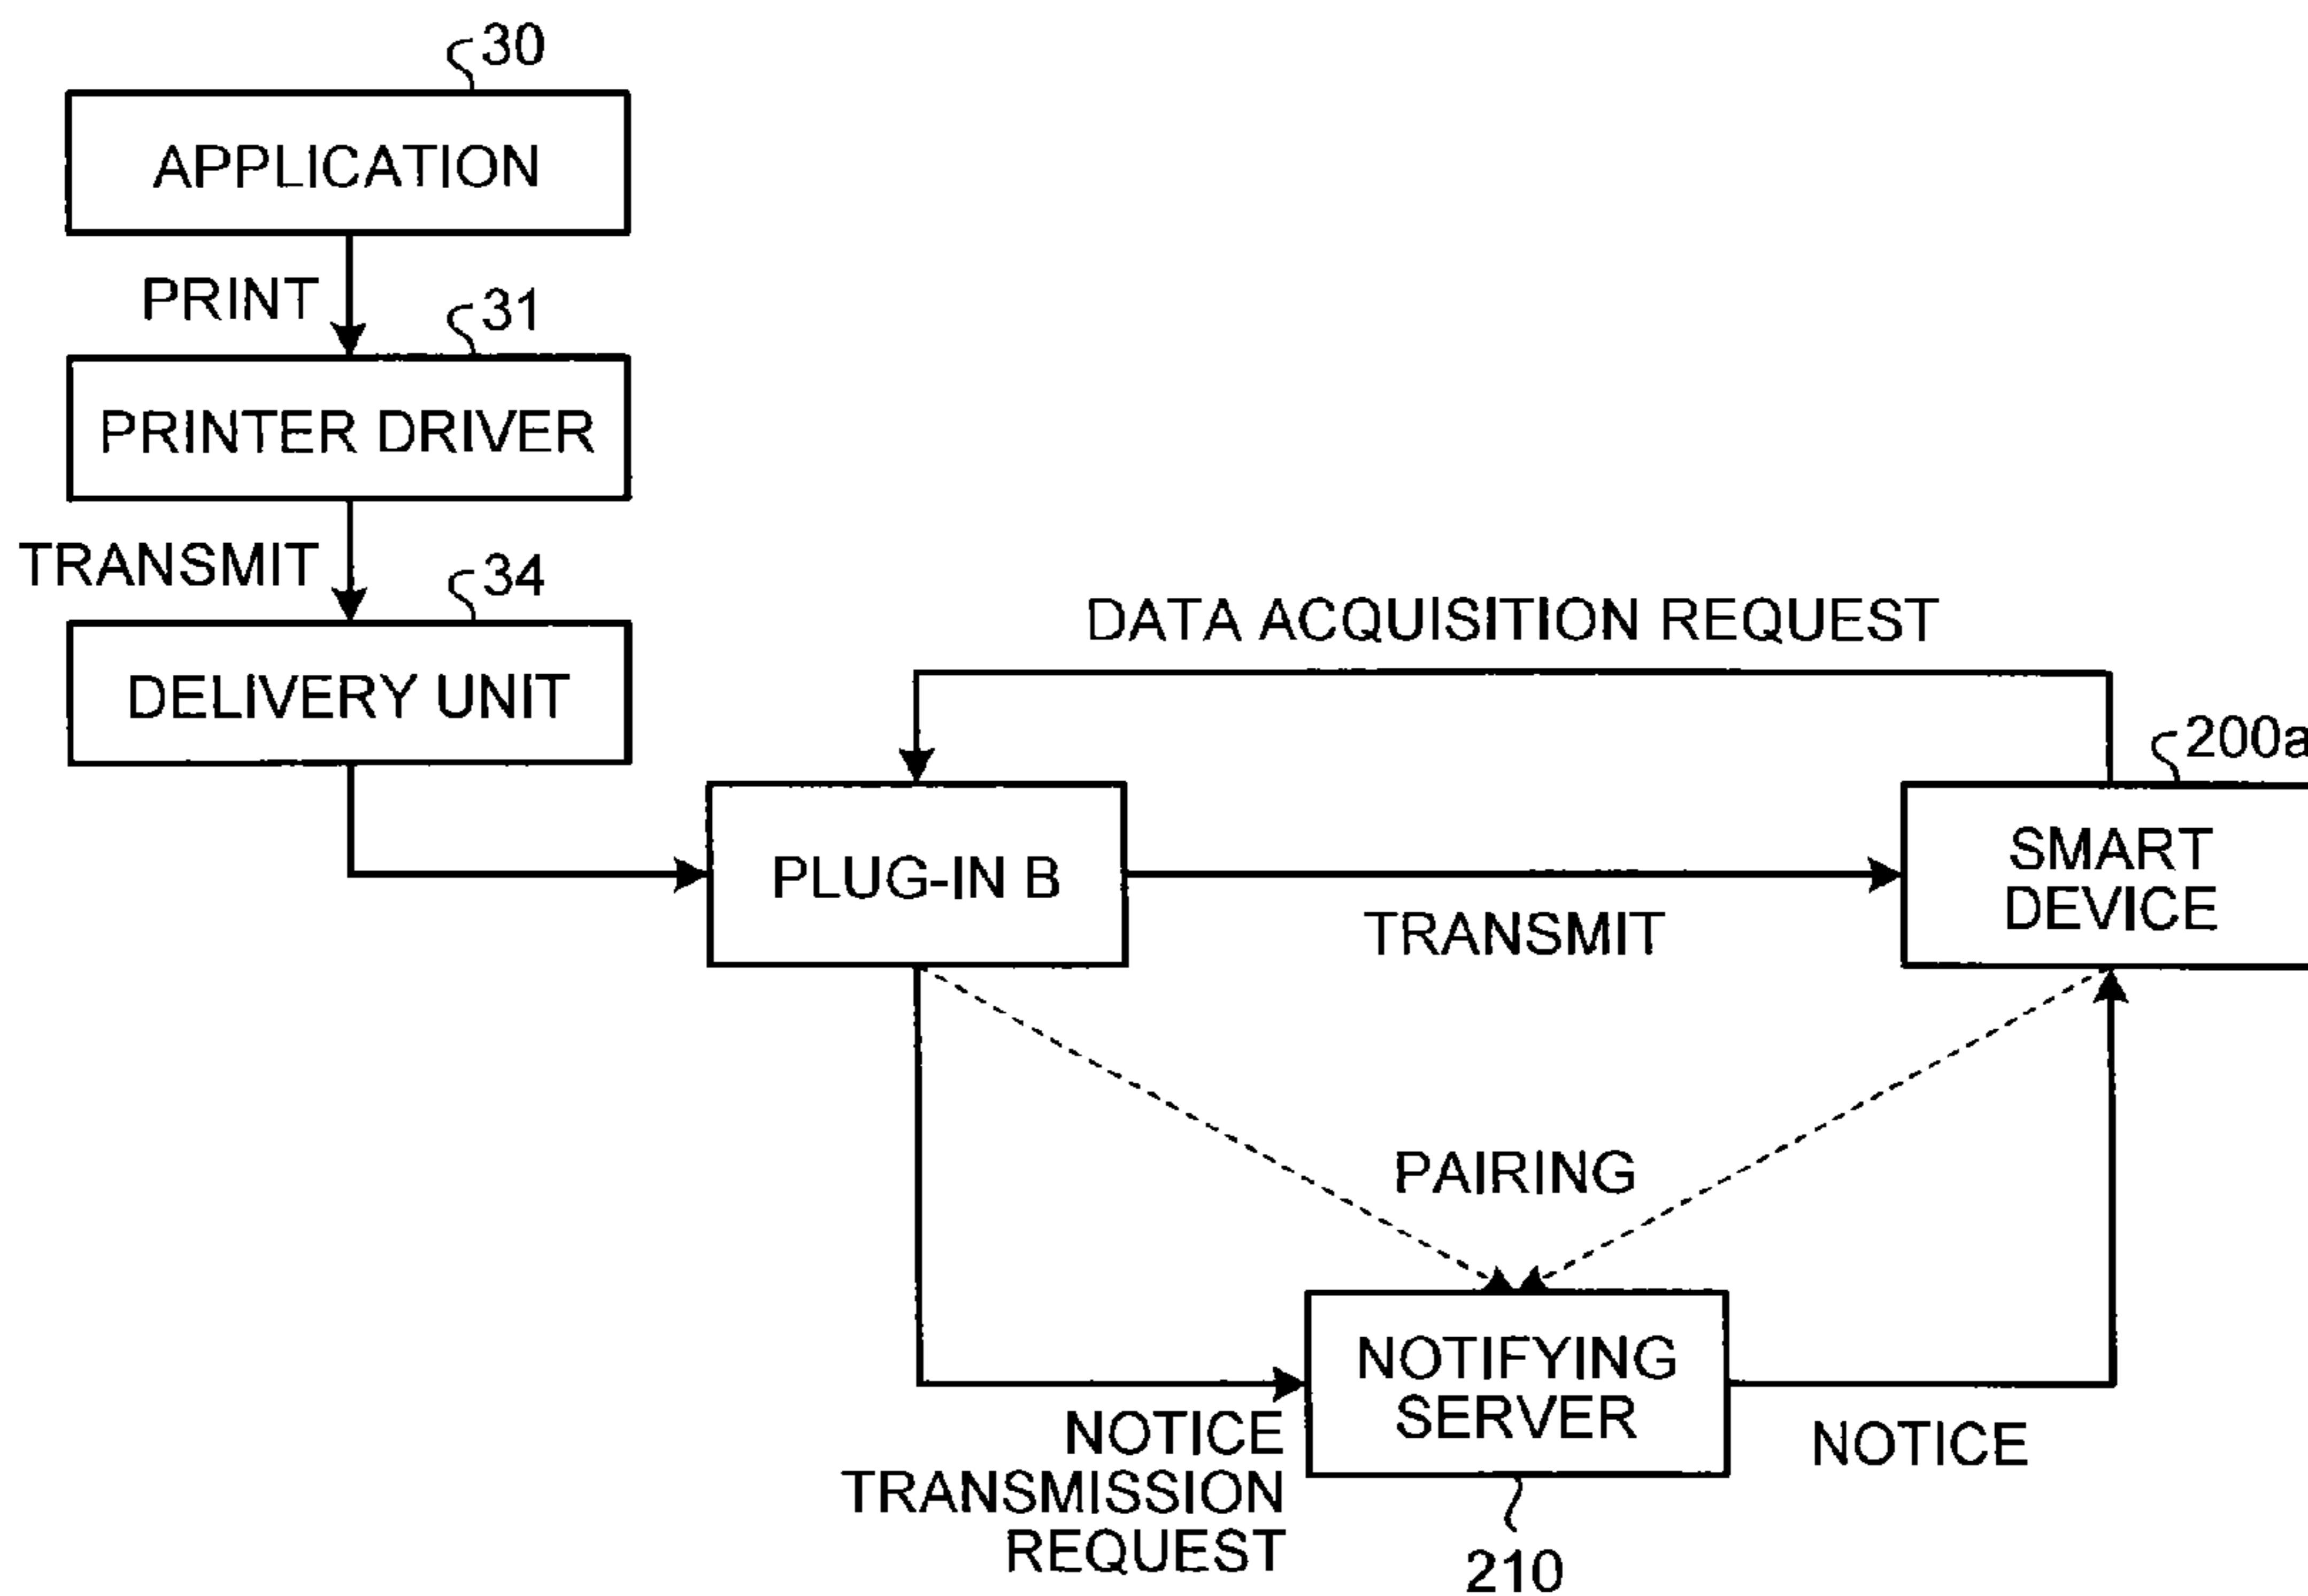 30
APPLICATION
PRINT
31
PRINTER DRIVER
TRANSMIT
34
DELIVERY UNIT
DATA ACQUISITION REQUEST
200a
PLUG-IN B
SMART
DEVICE
TRANSMIT
PAIRING
NOTIFYING
SERVER
NOTICE
TRANSMISSION
REQUEST
NOTICE
210